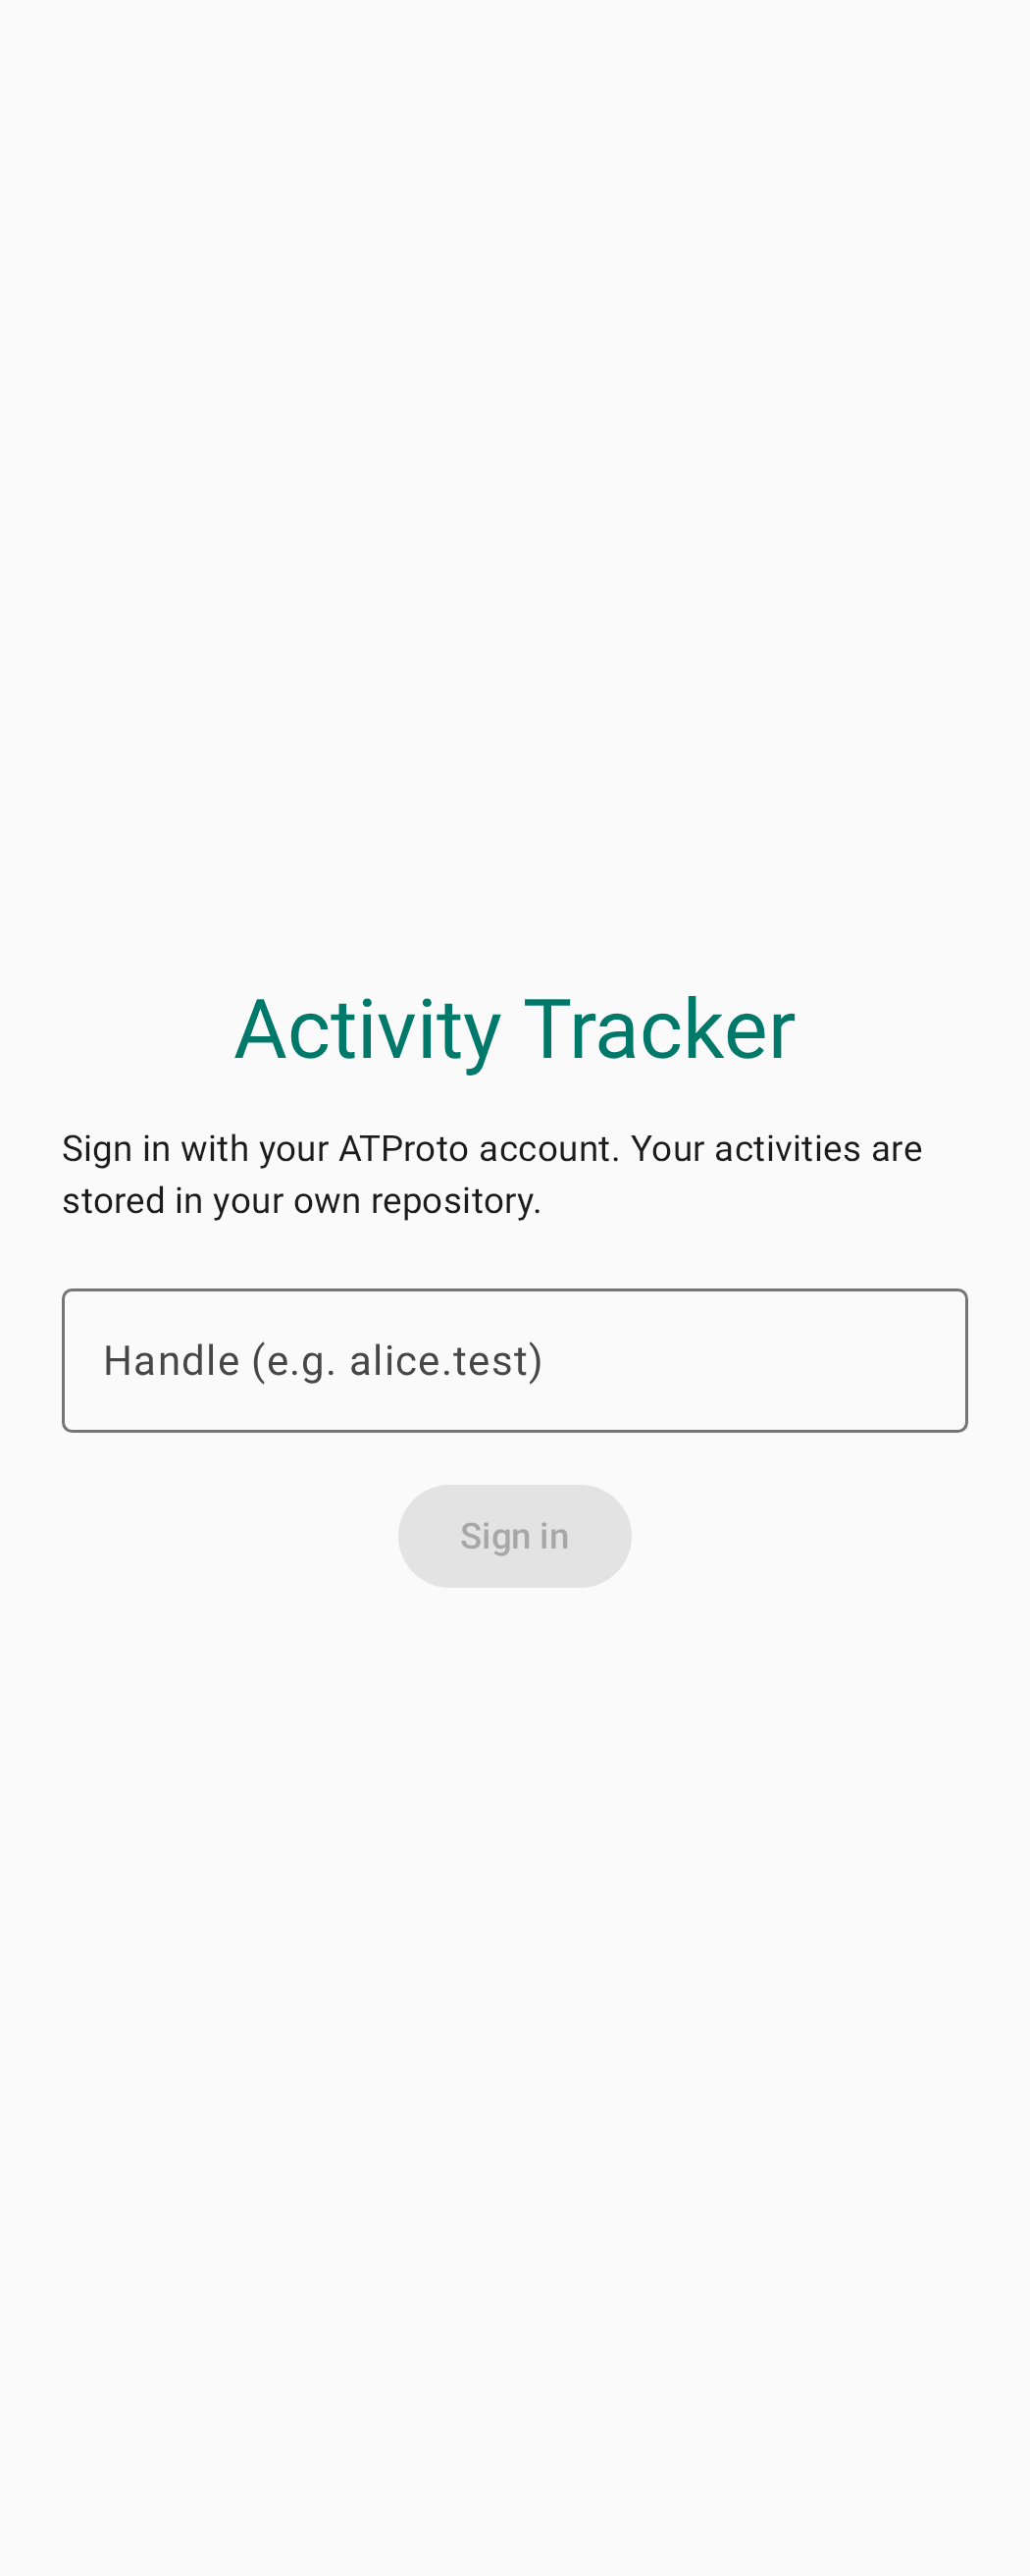 Activity Tracker
Sign in with your ATProto account. Your activities are
stored in your own repository.
Handle (e.g. alice.test)
Sign in